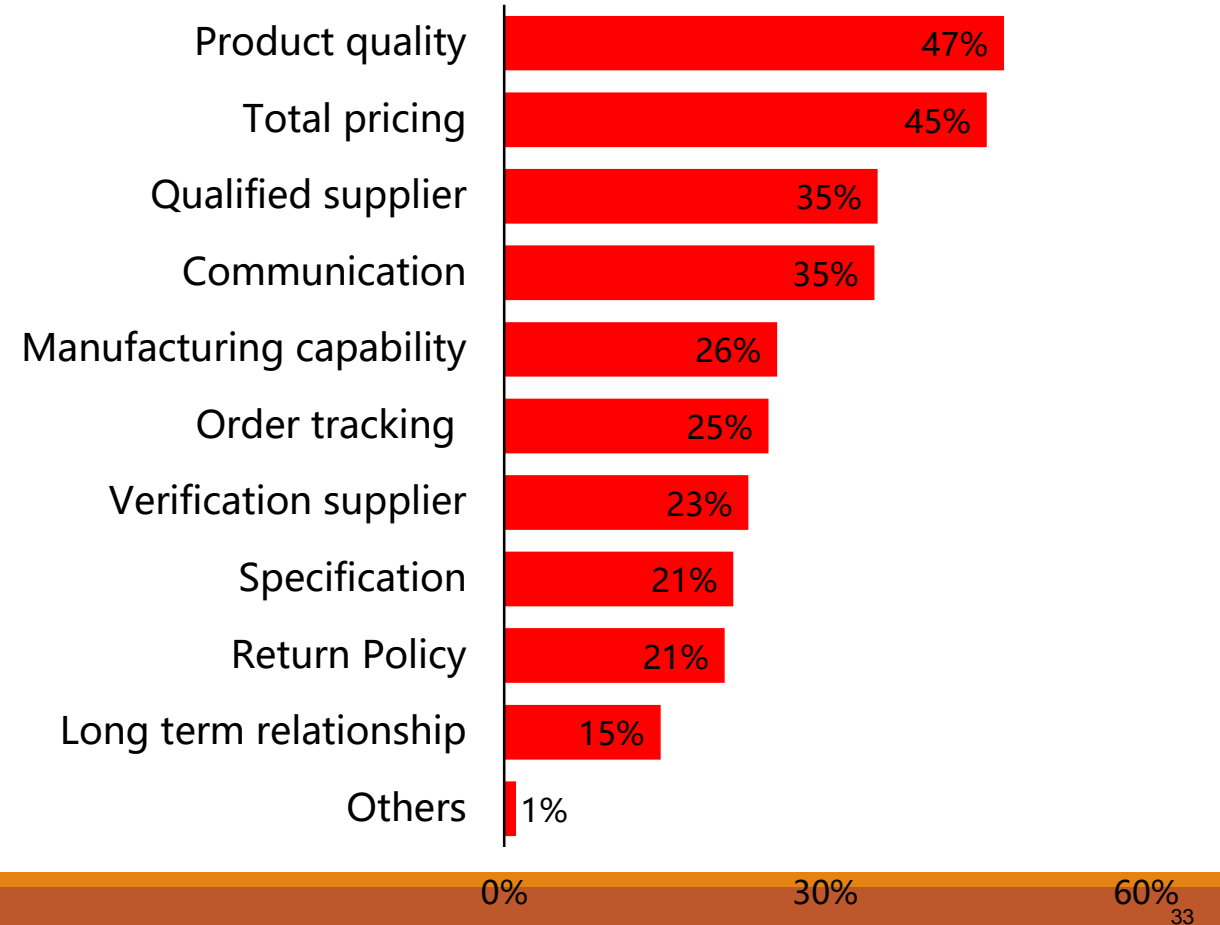 Product quality 47%
Total pricing 45%
Qualified supplier 35%
Communication 35%
Manufacturing capability 26%
Order tracking 25%
Verification supplier 23%
Specification 21%
Return Policy 21%
Long term relationship 15%
Others 1%
0% 30% 60%
33